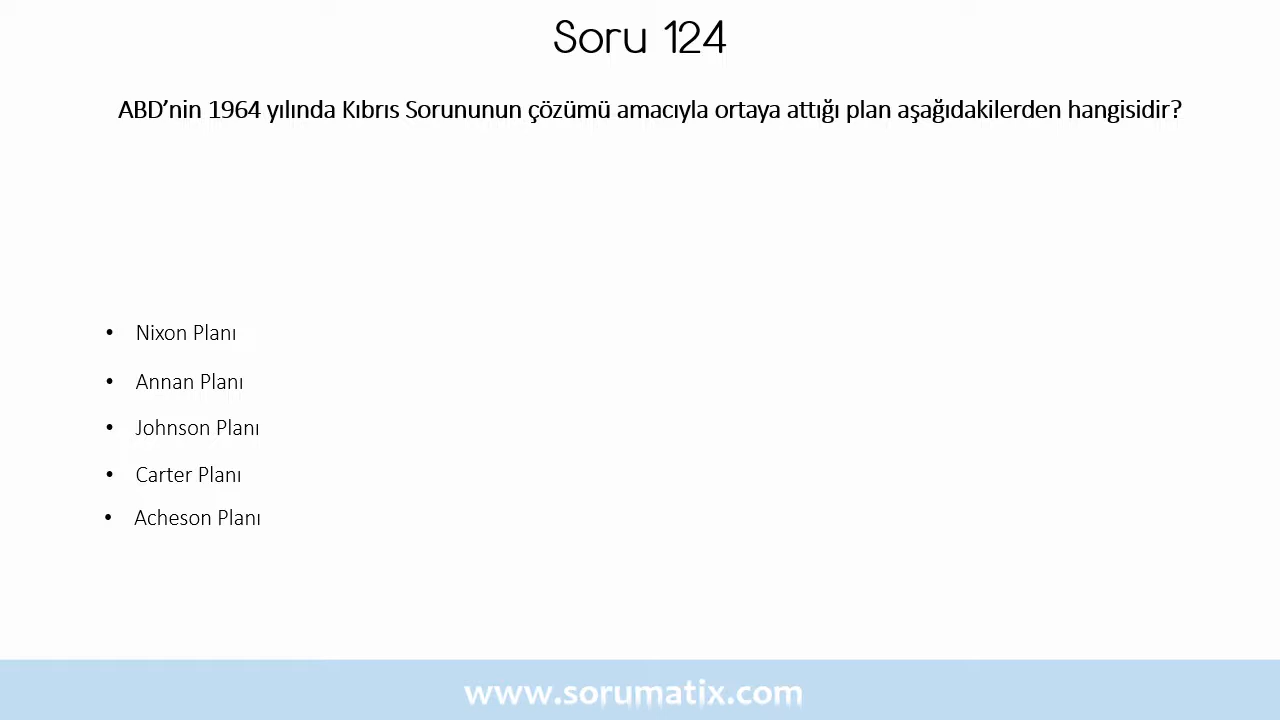 Soru 124
ABD’nin 1964 yılında Kıbrıs Sorununun çözümü amacıyla ortaya attığı plan aşağıdakilerden hangisidir?
• Nixon Planı
• Annan Planı
• Johnson Planı
• Carter Planı
• Acheson Planı
www.sorumatix.com